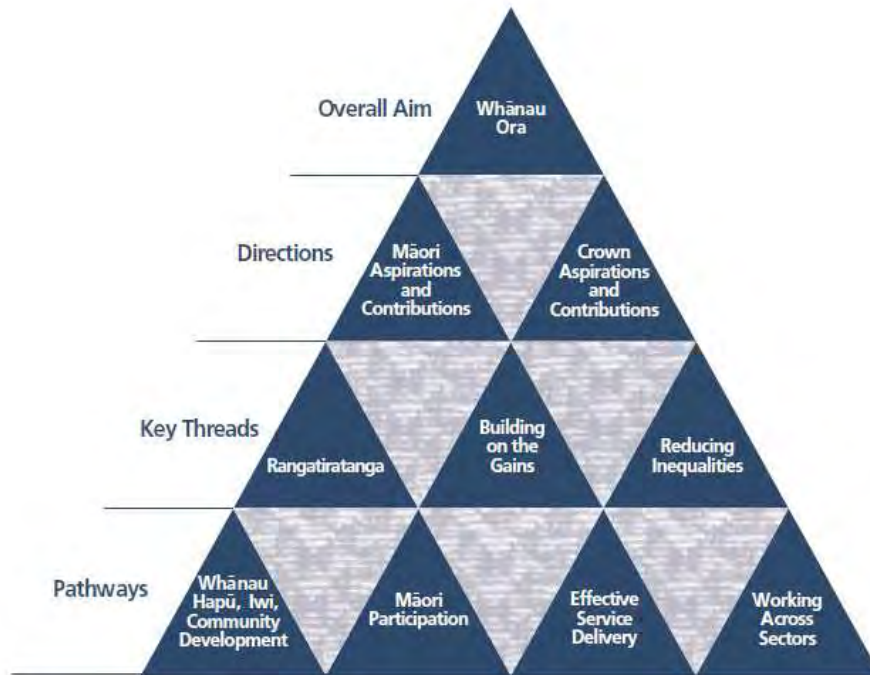 Overall Aim
Whānau
Ora
Directions
Māori
Aspirations
and
Contributions
Crown
Aspirations
and
Contributions
Key Threads
Rangatiratanga
Building
on the
Gains
Reducing
Inequalities
Pathways
Whānau
Hapū, Iwi,
Community
Development
Māori
Participation
Effective
Service
Delivery
Working
Across
Sectors